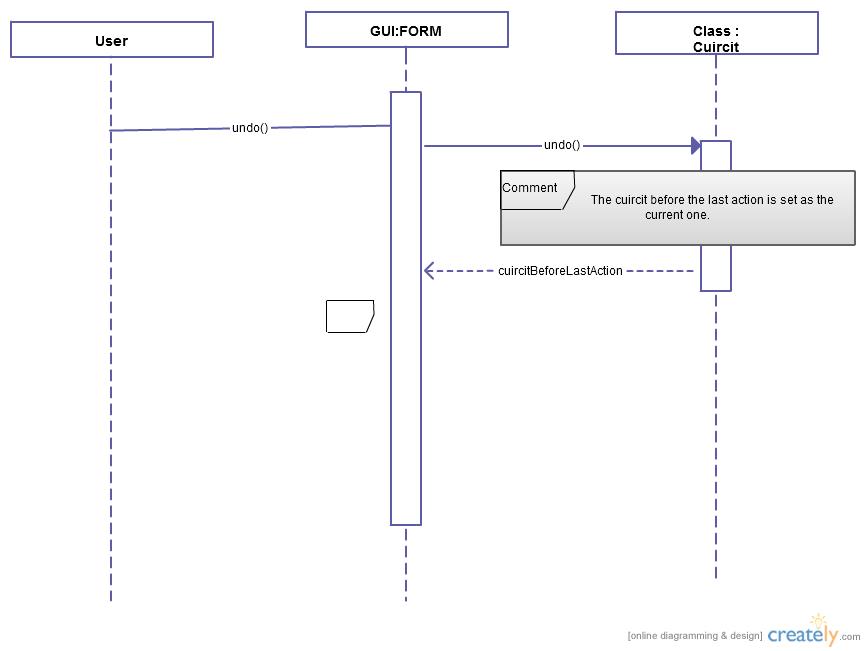 User
GUI:FORM
Class :
Cuircit
undo()
undo()
Comment
The cuircit before the last action is set as the
current one.
cuircitBeforeLastAction
[online diagramming & design] creately.com